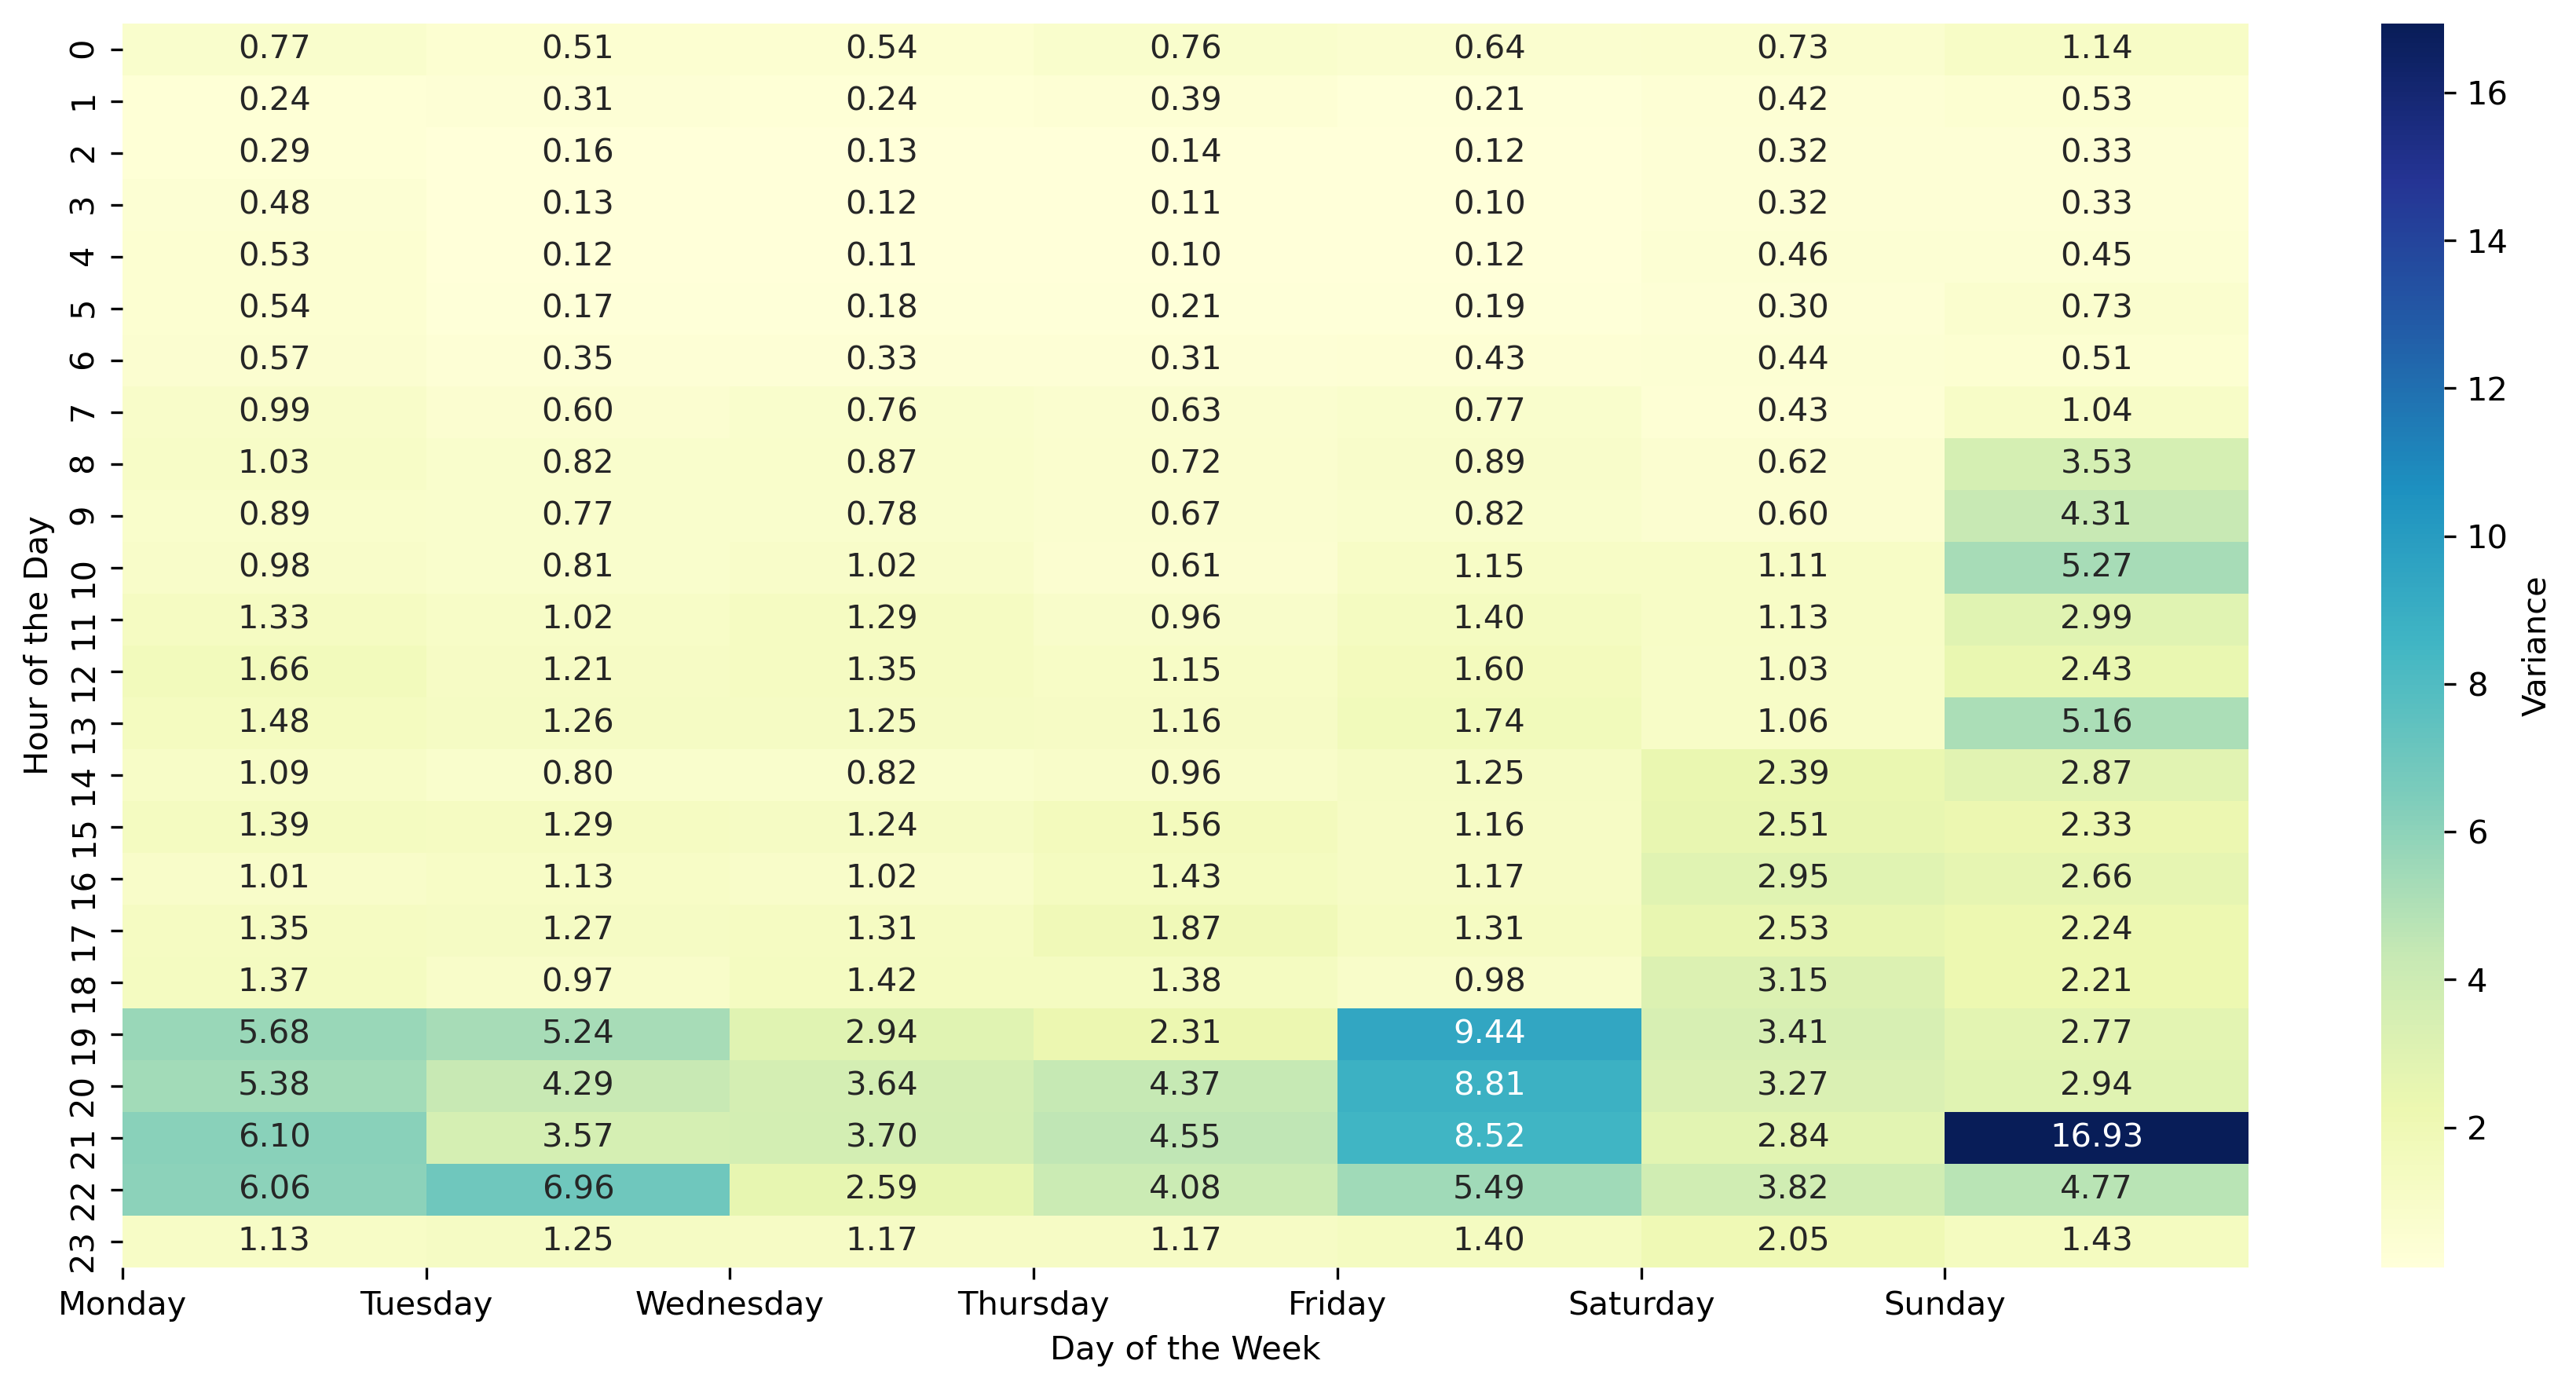 0 0.77 0.51 0.54 0.76 0.64 0.73 1.14
1 0.24 0.31 0.24 0.39 0.21 0.42 0.53
2 0.29 0.16 0.13 0.14 0.12 0.32 0.33
3 0.48 0.13 0.12 0.11 0.10 0.32 0.33
4 0.53 0.12 0.11 0.10 0.12 0.46 0.45
5 0.54 0.17 0.18 0.21 0.19 0.30 0.73
6 0.57 0.35 0.33 0.31 0.43 0.44 0.51
7 0.99 0.60 0.76 0.63 0.77 0.43 1.04
8 1.03 0.82 0.87 0.72 0.89 0.62 3.53
9 0.89 0.77 0.78 0.67 0.82 0.60 4.31
10 0.98 0.81 1.02 0.61 1.15 1.11 5.27
11 1.33 1.02 1.29 0.96 1.40 1.13 2.99
12 1.66 1.21 1.35 1.15 1.60 1.03 2.43
13 1.48 1.26 1.25 1.16 1.74 1.06 5.16
14 1.09 0.80 0.82 0.96 1.25 2.39 2.87
15 1.39 1.29 1.24 1.56 1.16 2.51 2.33
16 1.01 1.13 1.02 1.43 1.17 2.95 2.66
17 1.35 1.27 1.31 1.87 1.31 2.53 2.24
18 1.37 0.97 1.42 1.38 0.98 3.15 2.21
19 5.68 5.24 2.94 2.31 9.44 3.41 2.77
20 5.38 4.29 3.64 4.37 8.81 3.27 2.94
21 6.10 3.57 3.70 4.55 8.52 2.84 16.93
22 6.06 6.96 2.59 4.08 5.49 3.82 4.77
23 1.13 1.25 1.17 1.17 1.40 2.05 1.43
Monday Tuesday Wednesday Thursday Friday Saturday Sunday
Day of the Week
Hour of the Day
16
14
12
10
8
6
4
2
Variance